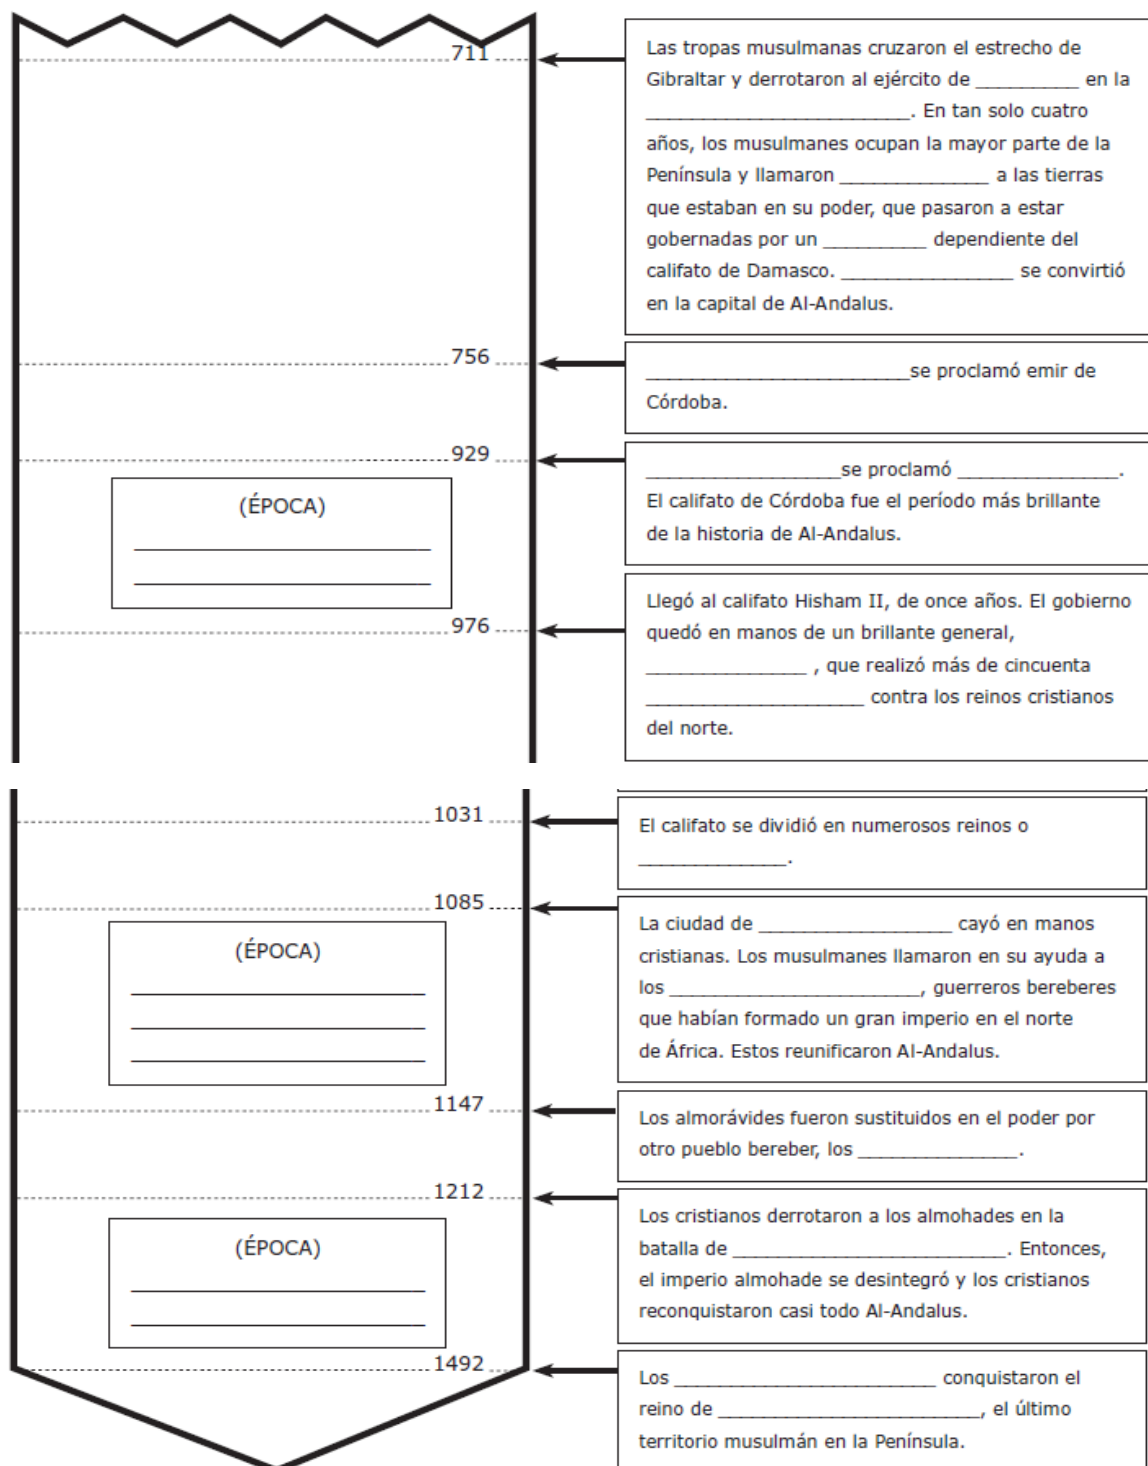 711
Las tropas musulmanas cruzaron el estrecho de
Gibraltar y derrotaron al ejército de _________ en la
_______________________. En tan solo cuatro
años, los musulmanes ocupan la mayor parte de la
Península y llamaron _____________ a las tierras
que estaban en su poder, que pasaron a estar
gobernadas por un _________ dependiente del
califato de Damasco. _______________ se convirtió
en la capital de Al-Andalus.
756
_______________________se proclamó emir de
Córdoba.
929
_________________se proclamó ______________.
El califato de Córdoba fue el período más brillante
de la historia de Al-Andalus.
(ÉPOCA)
976
Llegó al califato Hisham II, de once años. El gobierno
quedó en manos de un brillante general,
______________ , que realizó más de cincuenta
___________________ contra los reinos cristianos
del norte.
1031
El califato se dividió en numerosos reinos o
_____________.
1085
La ciudad de _________________ cayó en manos
cristianas. Los musulmanes llamaron en su ayuda a
los ______________________, guerreros bereberes
que habían formado un gran imperio en el norte
de África. Estos reunificaron Al-Andalus.
(ÉPOCA)
1147
Los almorávides fueron sustituidos en el poder por
otro pueblo bereber, los ______________.
1212
Los cristianos derrotaron a los almohades en la
batalla de ________________________. Entonces,
el imperio almohade se desintegró y los cristianos
reconquistaron casi todo Al-Andalus.
(ÉPOCA)
1492
Los _______________________ conquistaron el
reino de _______________________, el último
territorio musulmán en la Península.